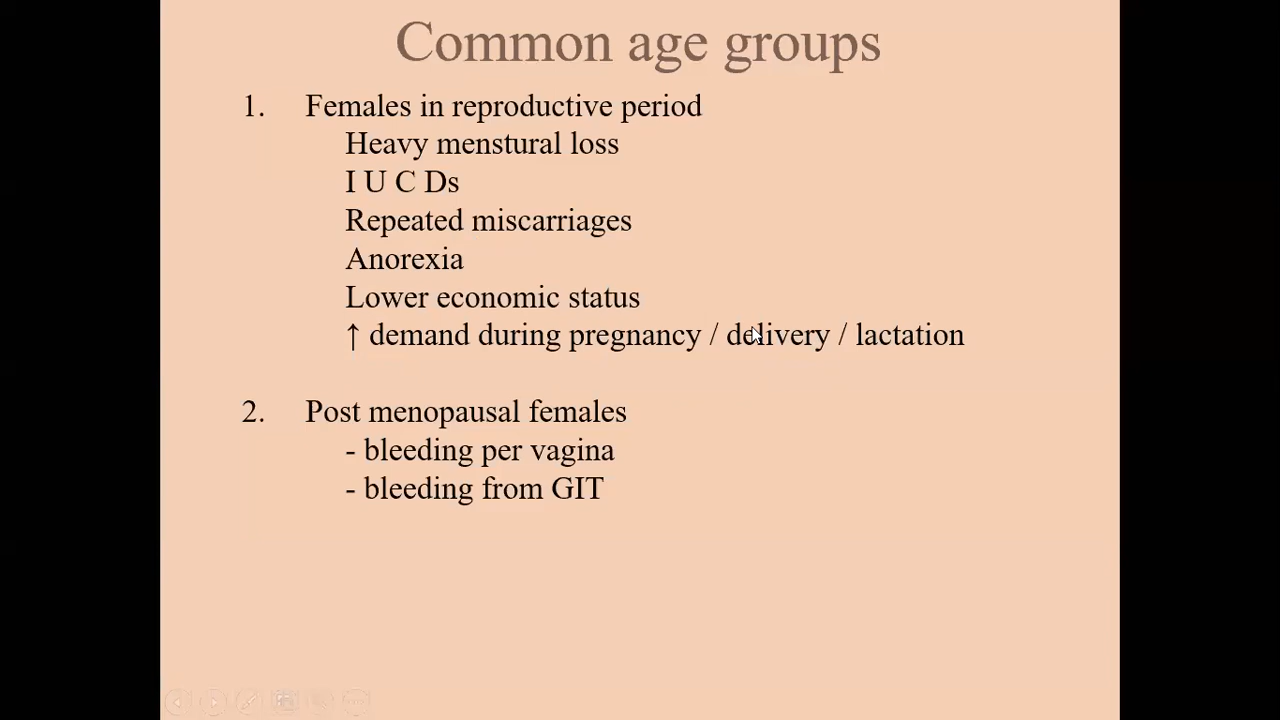 Common age groups
1. Females in reproductive period
Heavy menstural loss
I U C Ds
Repeated miscarriages
Anorexia
Lower economic status
↑ demand during pregnancy / delivery / lactation
2. Post menopausal females
- bleeding per vagina
- bleeding from GIT